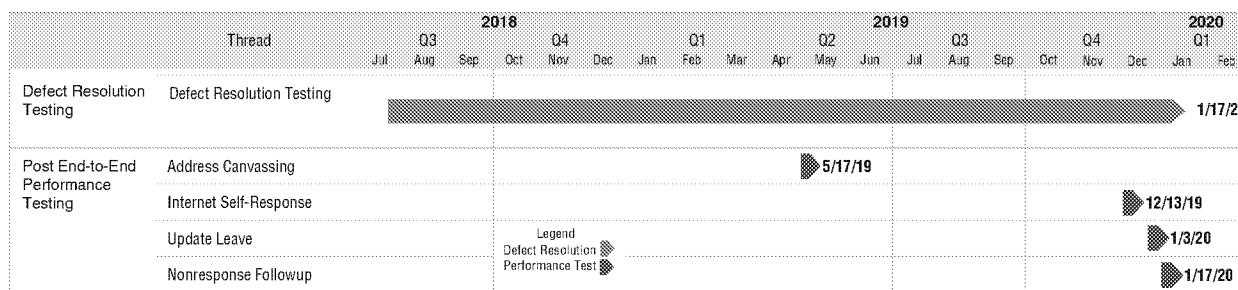 2018 2019 2020
Thread Q3 Q4 Q1 Q2 Q3 Q4 Q1
Jul Aug Sep Oct Nov Dec Jan Feb Mar Apr May Jun Jul Aug Sep Oct Nov Dec Jan Feb
Defect Resolution Testing
Defect Resolution Testing
1/17/2
Post End-to-End Performance Testing
Address Canvassing 5/17/19
Internet Self-Response 12/13/19
Update Leave 1/3/20
Legend
Defect Resolution
Performance Test
Nonresponse Followup 1/17/20